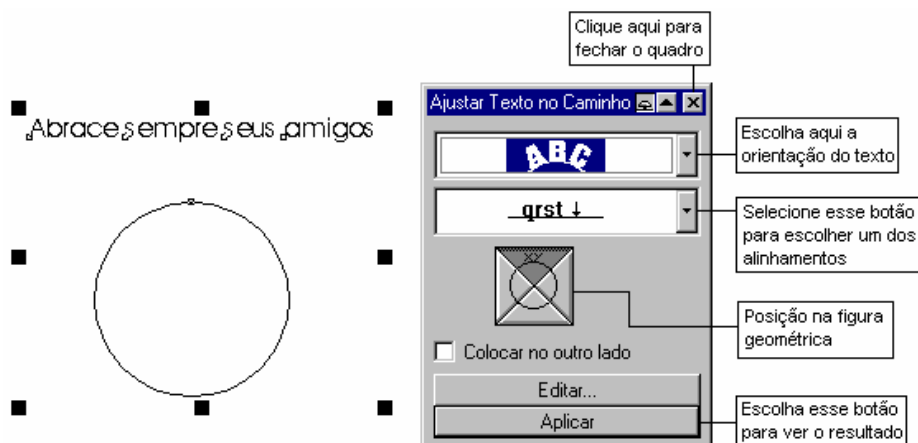 Clique aqui para
fechar o quadro
Abrace sempre seus amigos
Ajustar Texto no Caminho
ABC
Escolha aqui a
orientação do texto
qrst ↓
Selecione esse botão
para escolher um dos
alinhamentos
XY
Posição na figura
geométrica
Colocar no outro lado
Editar...
Aplicar
Escolha esse botão
para ver o resultado